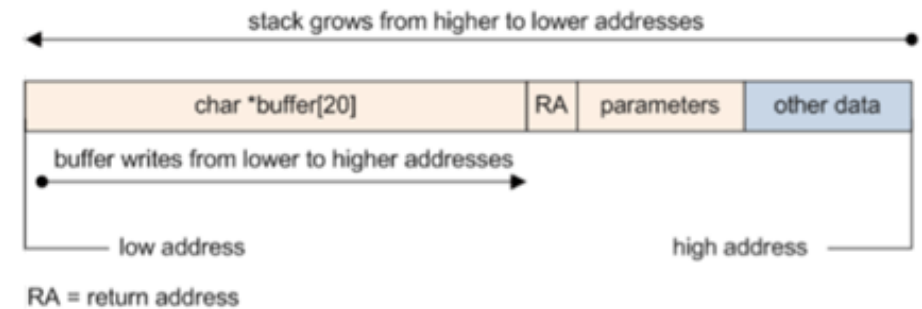 stack grows from higher to lower addresses
char *buffer[20] RA parameters other data
buffer writes from lower to higher addresses
low address high address
RA = return address